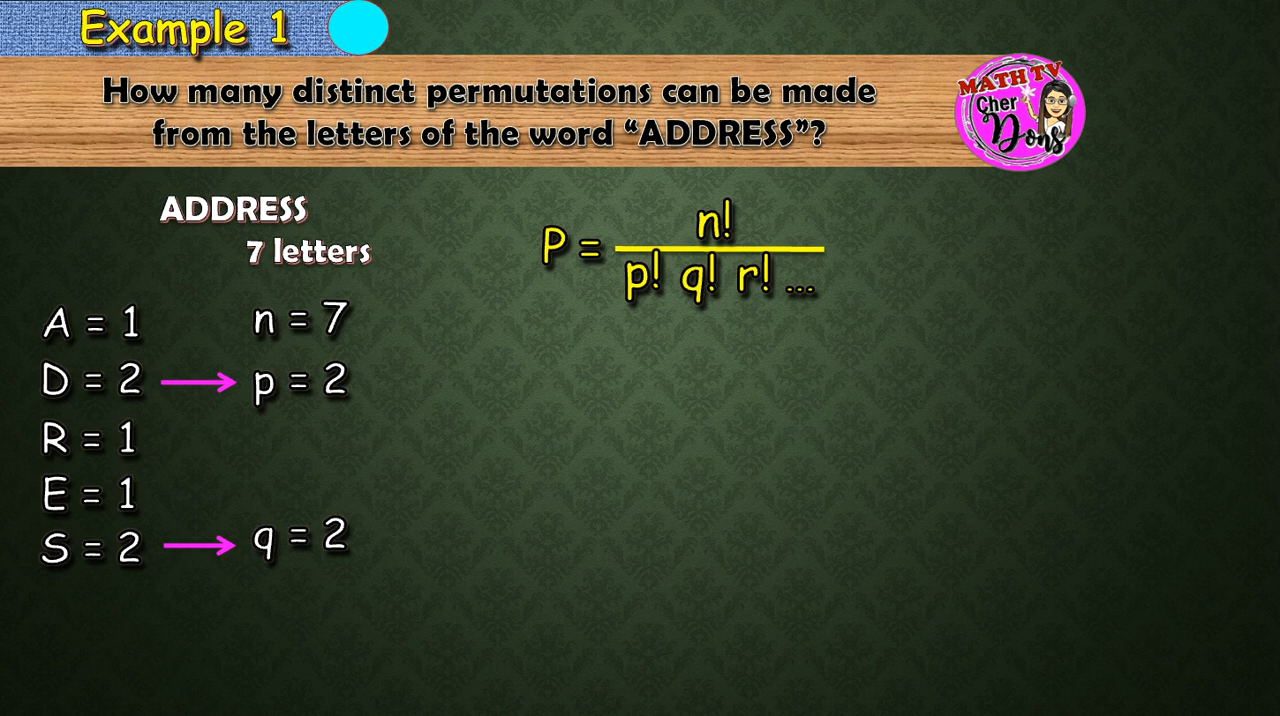 Example 1
How many distinct permutations can be made
from the letters of the word “ADDRESS”?
MATH TV
Cher
Dons
ADDRESS
7 letters
P = n!
p! q! r! ...
A = 1
n = 7
D = 2 → p = 2
R = 1
E = 1
S = 2 → q = 2